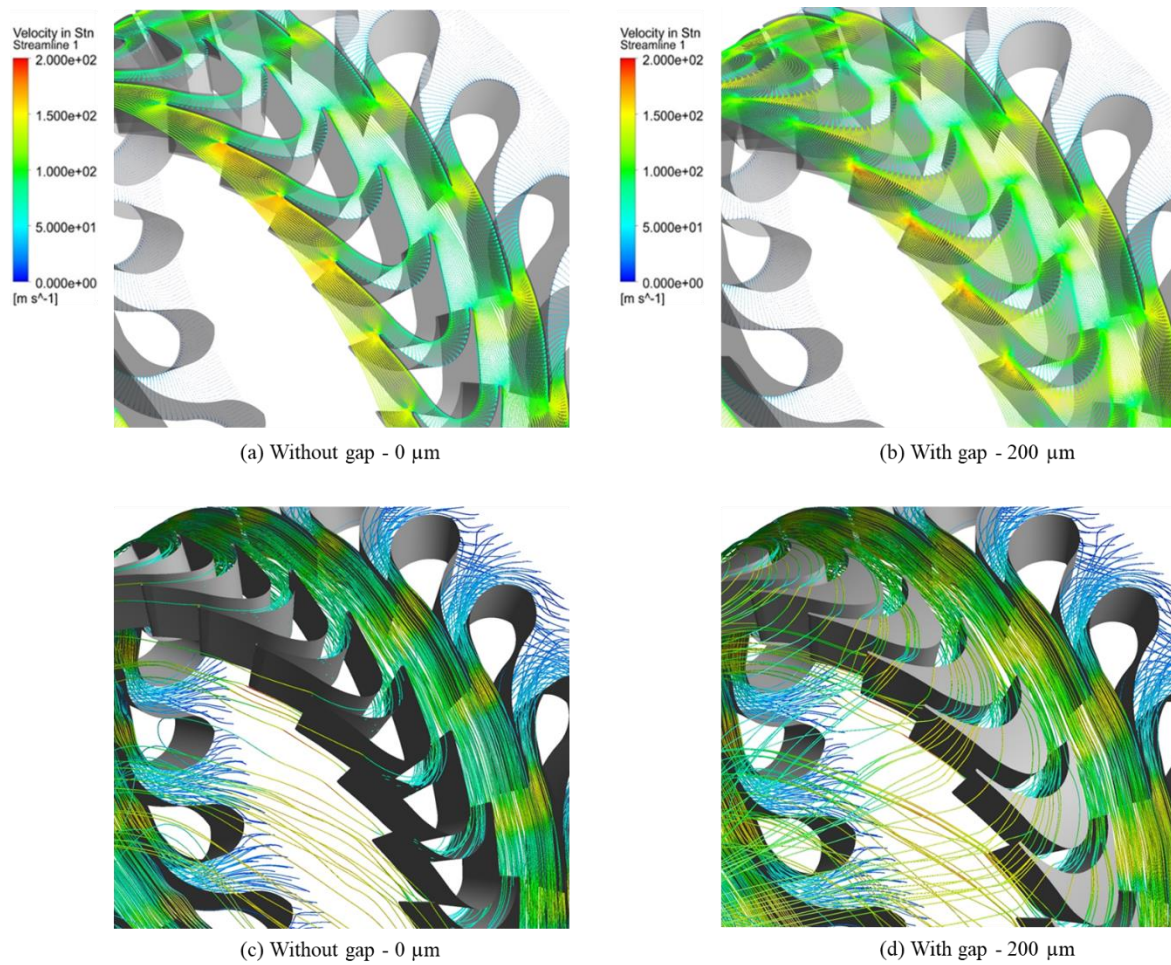 Velocity in Stn
Streamline 1
2.000e+02
1.500e+02
1.000e+02
5.000e+01
0.000e+00
[m s^-1]
(a) Without gap - 0 µm
Velocity in Stn
Streamline 1
2.000e+02
1.500e+02
1.000e+02
5.000e+01
0.000e+00
[m s^-1]
(b) With gap - 200 µm
(c) Without gap - 0 µm
(d) With gap - 200 µm